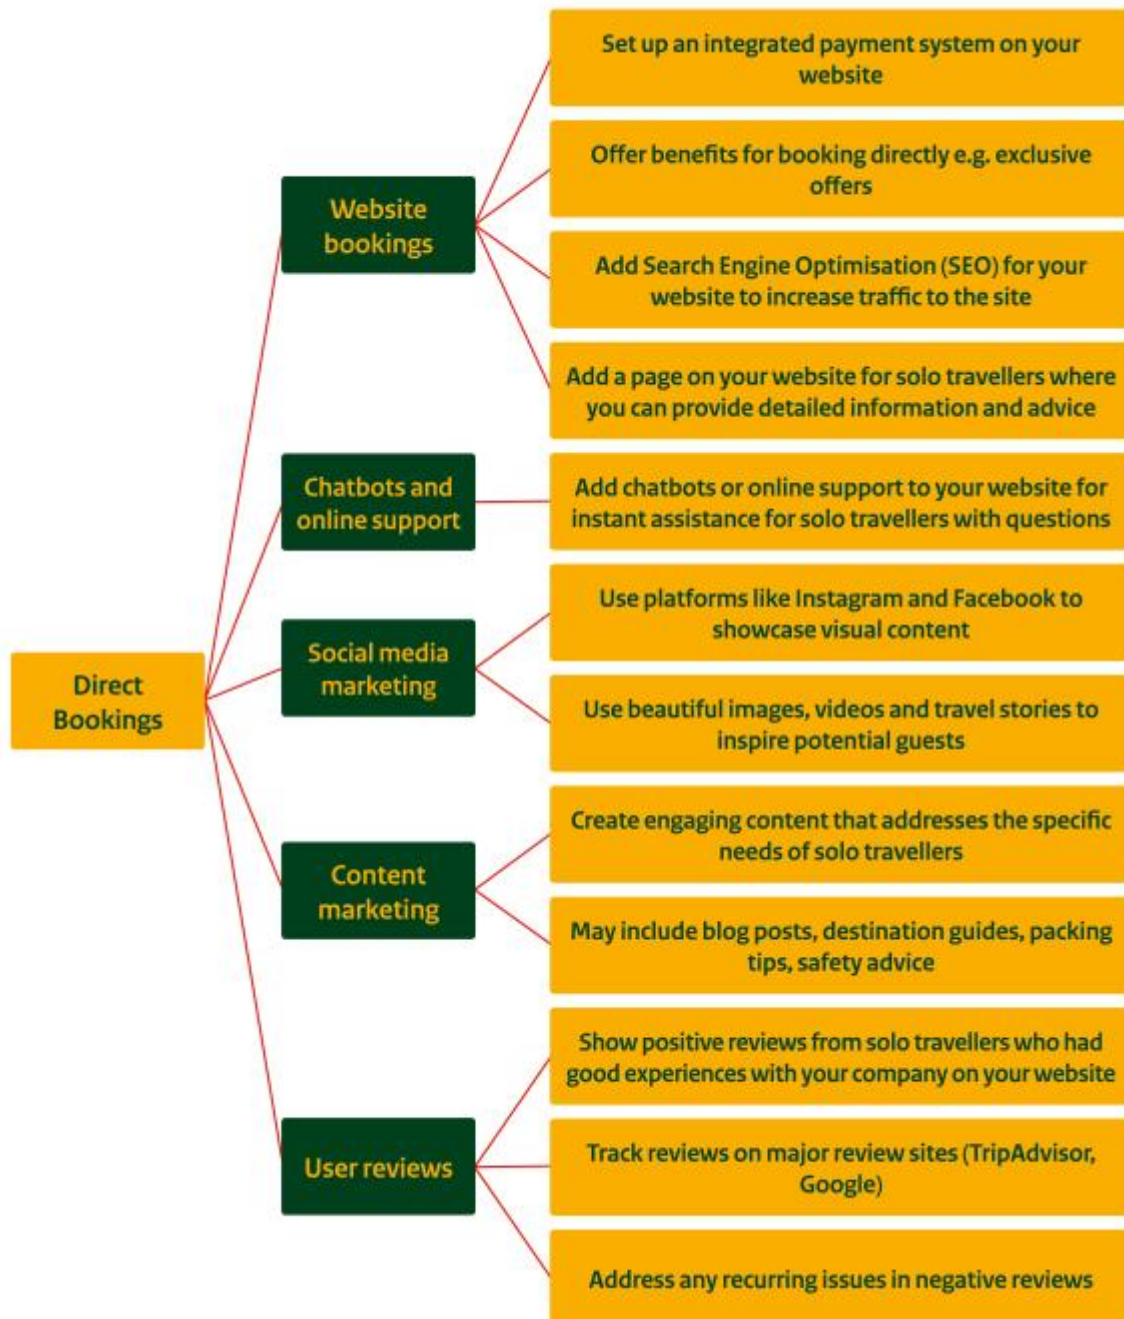 Set up an integrated payment system on your
website
Offer benefits for booking directly e.g. exclusive
offers
Website
bookings
Add Search Engine Optimisation (SEO) for your
website to increase traffic to the site
Add a page on your website for solo travellers where
you can provide detailed information and advice
Chatbots and
online support
Add chatbots or online support to your website for
instant assistance for solo travellers with questions
Use platforms like Instagram and Facebook to
showcase visual content
Social media
marketing
Direct
Bookings
Use beautiful images, videos and travel stories to
inspire potential guests
Create engaging content that addresses the specific
needs of solo travellers
Content
marketing
May include blog posts, destination guides, packing
tips, safety advice
Show positive reviews from solo travellers who had
good experiences with your company on your website
User reviews
Track reviews on major review sites (TripAdvisor,
Google)
Address any recurring issues in negative reviews